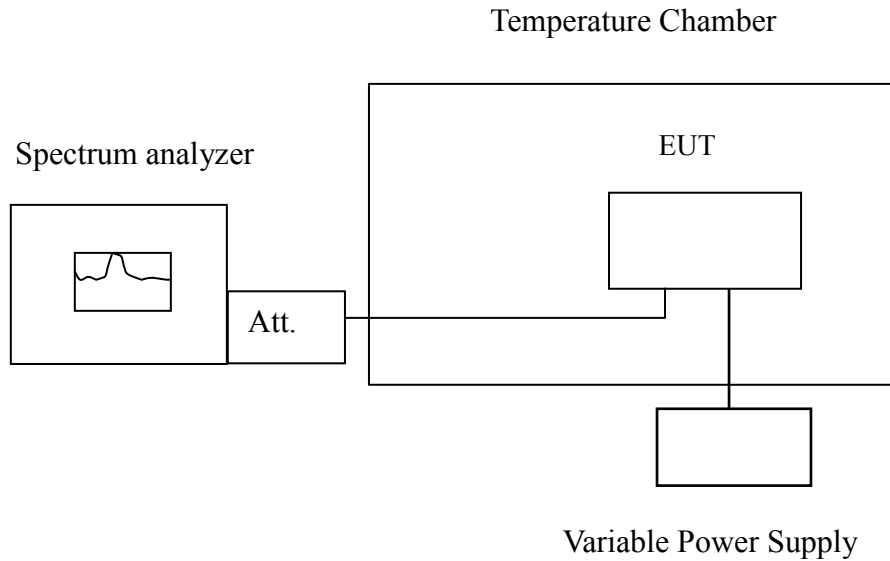 Temperature Chamber
Spectrum analyzer
EUT
Att.
Variable Power Supply